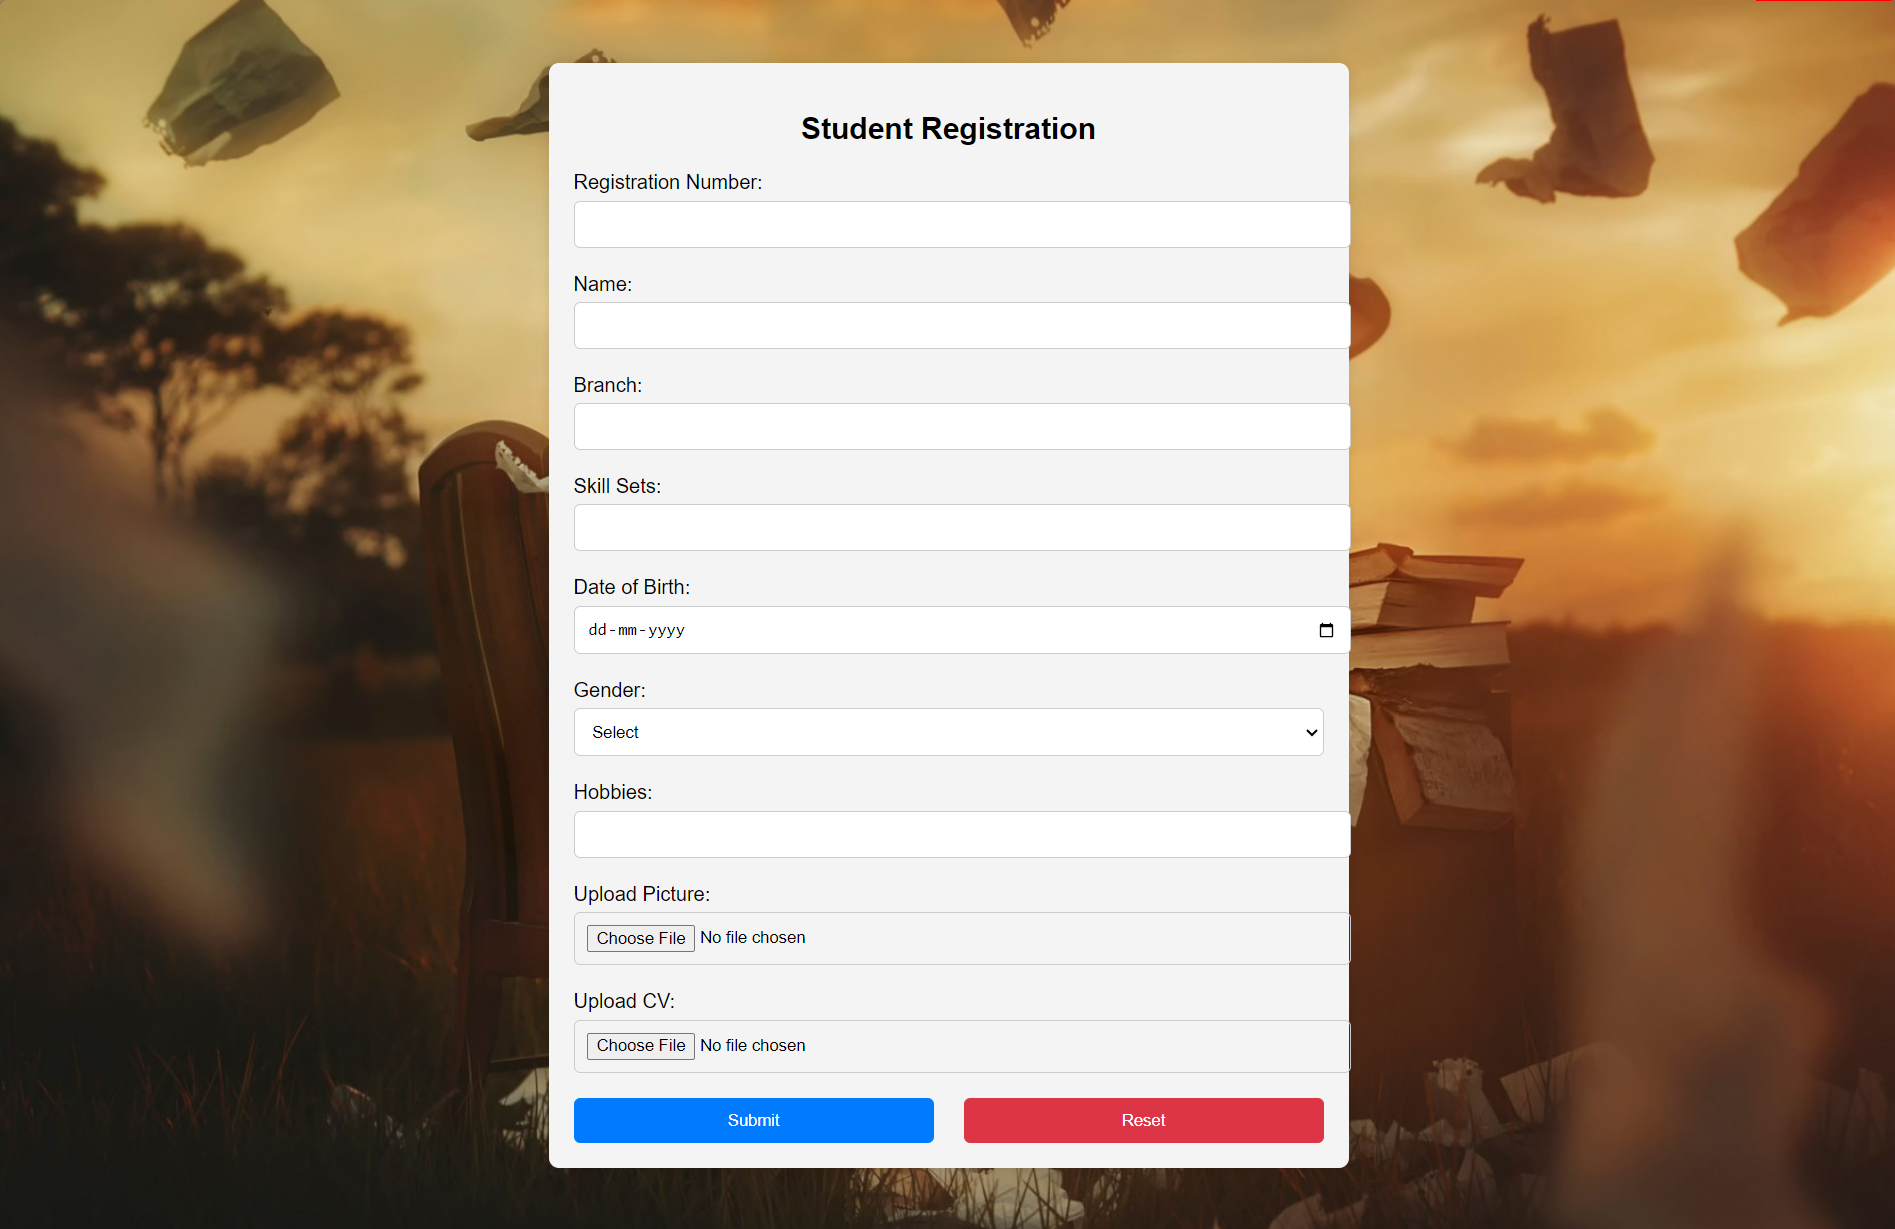 Student Registration
Registration Number:
Name:
Branch:
Skill Sets:
Date of Birth:
dd-mm-yyyy
Gender:
Select
Hobbies:
Upload Picture:
Choose File No file chosen
Upload CV:
Choose File No file chosen
Submit Reset